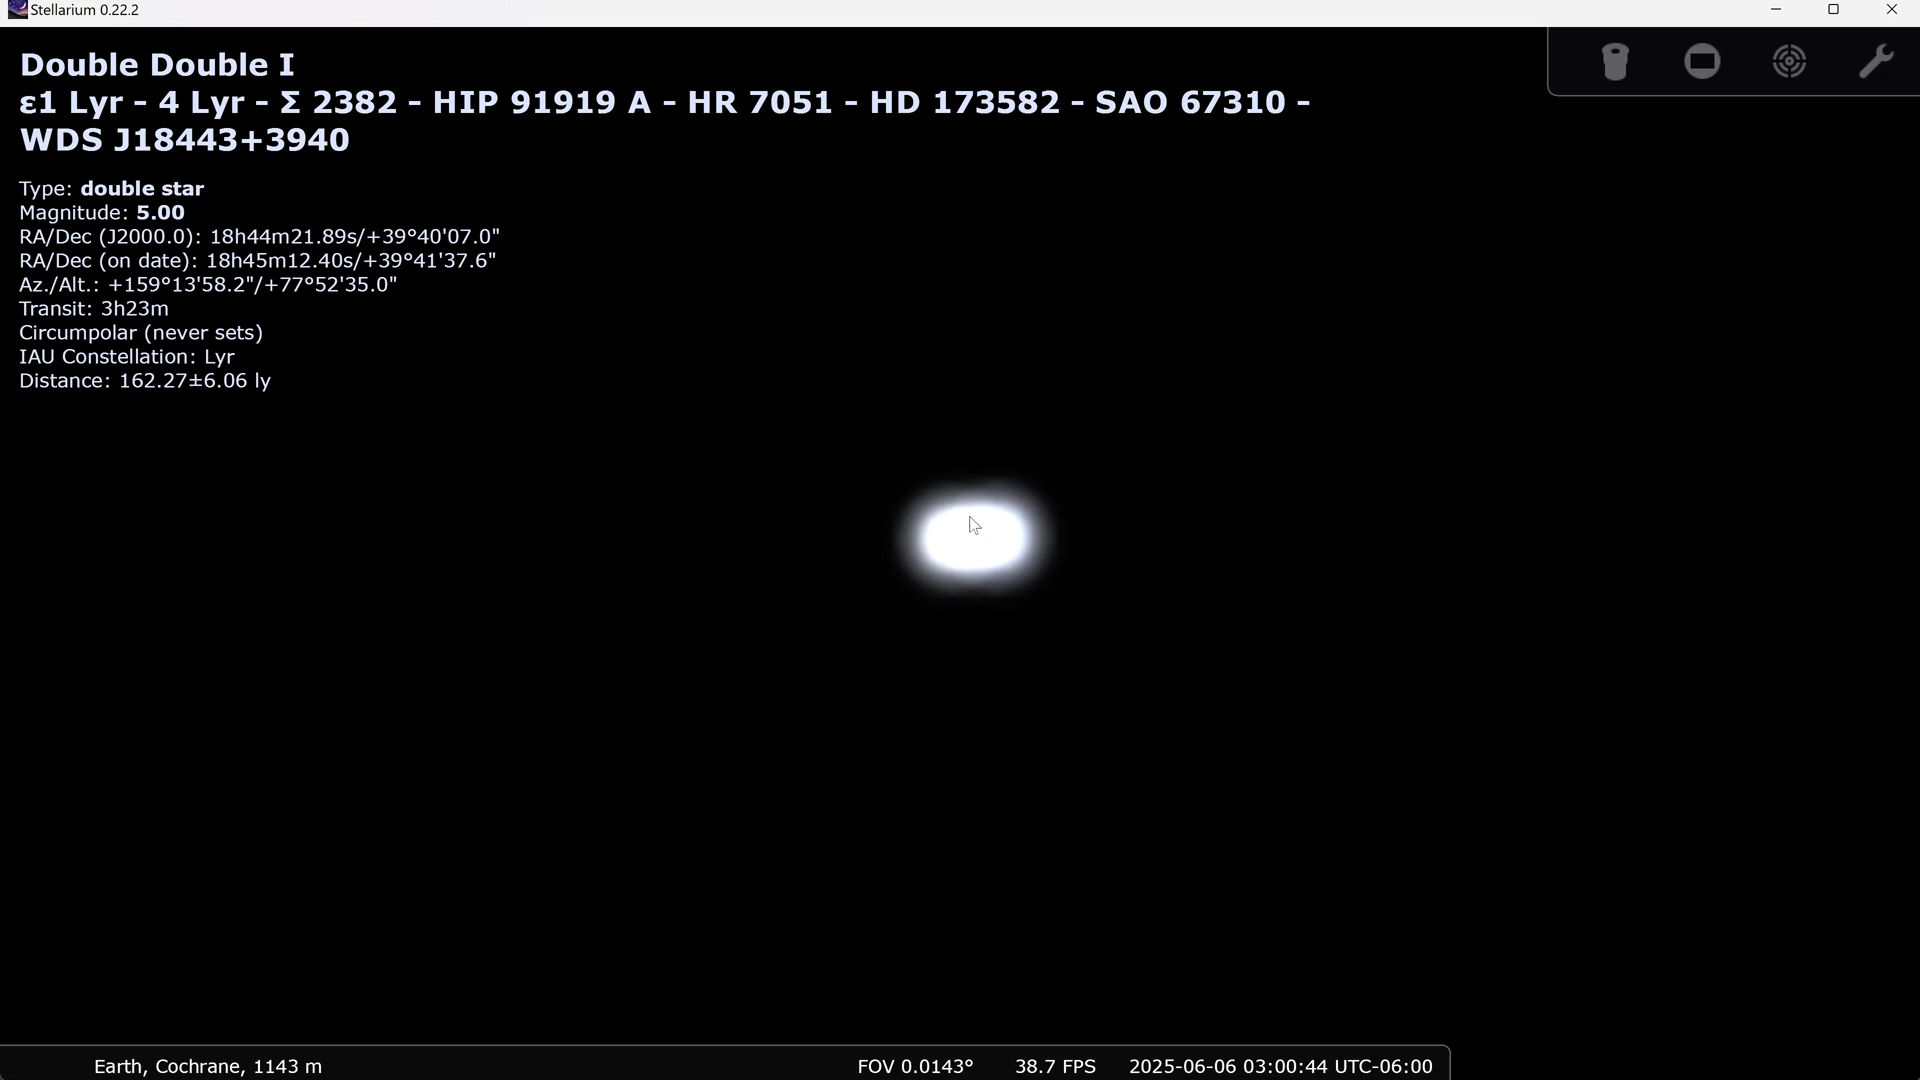 Stellarium 0.22.2
Double Double I
ε1 Lyr - 4 Lyr - Σ 2382 - HIP 91919 A - HR 7051 - HD 173582 - SAO 67310 -
WDS J18443+3940
Type: double star
Magnitude: 5.00
RA/Dec (J2000.0): 18h44m21.89s/+39°40'07.0"
RA/Dec (on date): 18h45m12.40s/+39°41'37.6"
Az./Alt.: +159°13'58.2"/+77°52'35.0"
Transit: 3h23m
Circumpolar (never sets)
IAU Constellation: Lyr
Distance: 162.27±6.06 ly
Earth, Cochrane, 1143 m FOV 0.0143° 38.7 FPS 2025-06-06 03:00:44 UTC-06:00